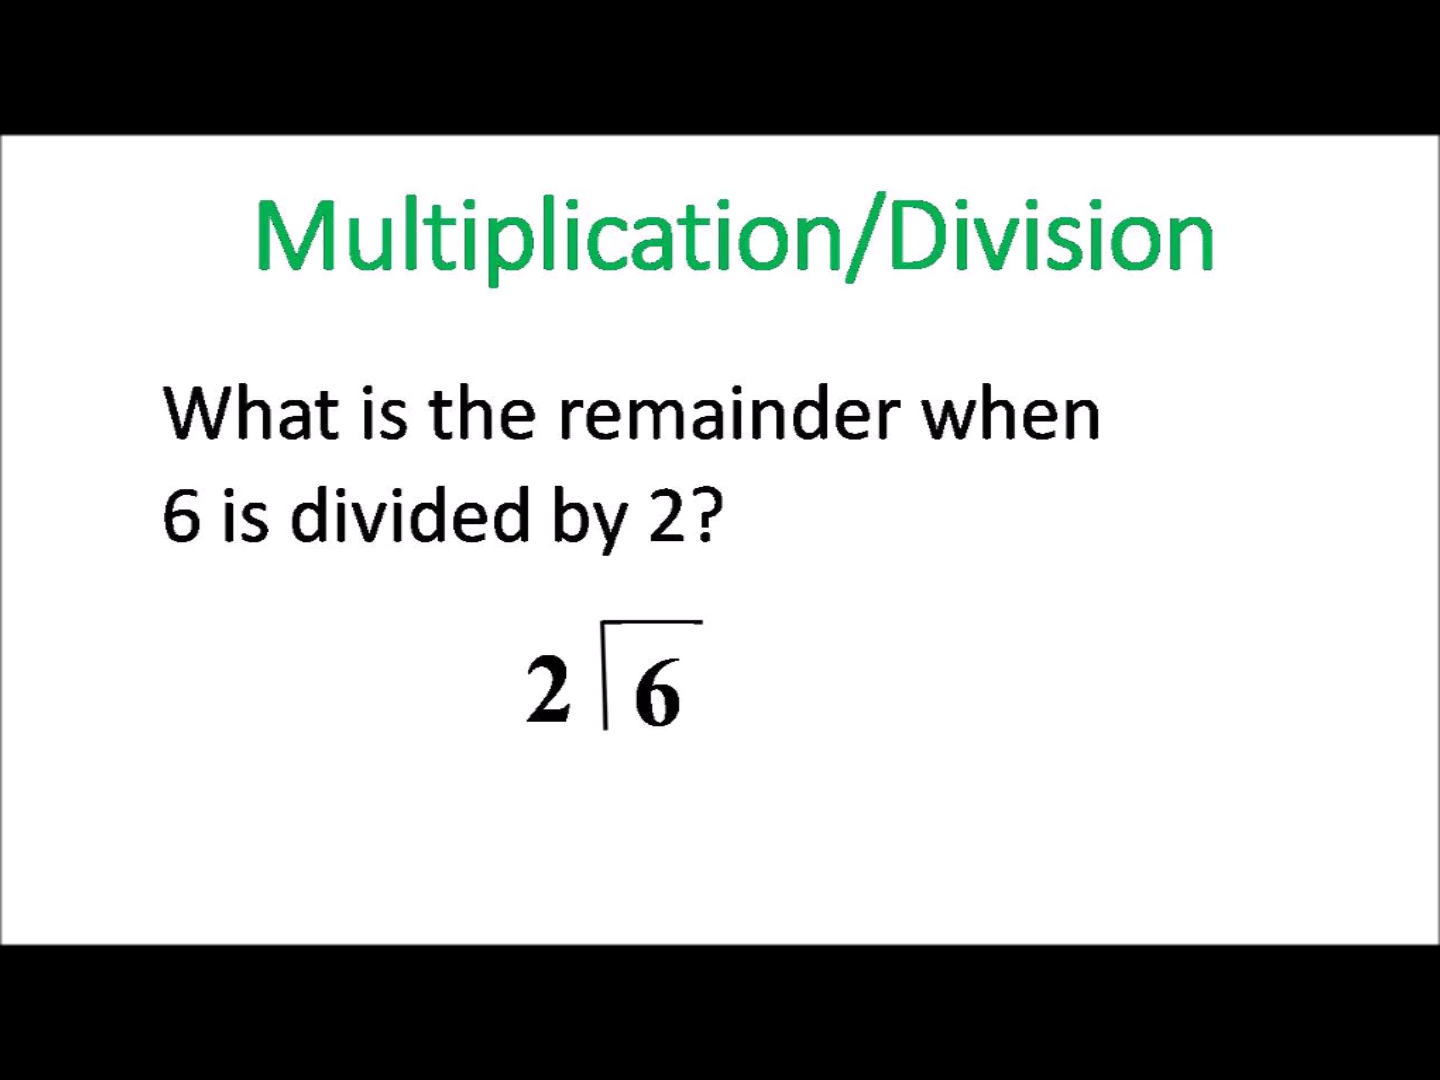 Multiplication/Division
What is the remainder when
6 is divided by 2?
2 6